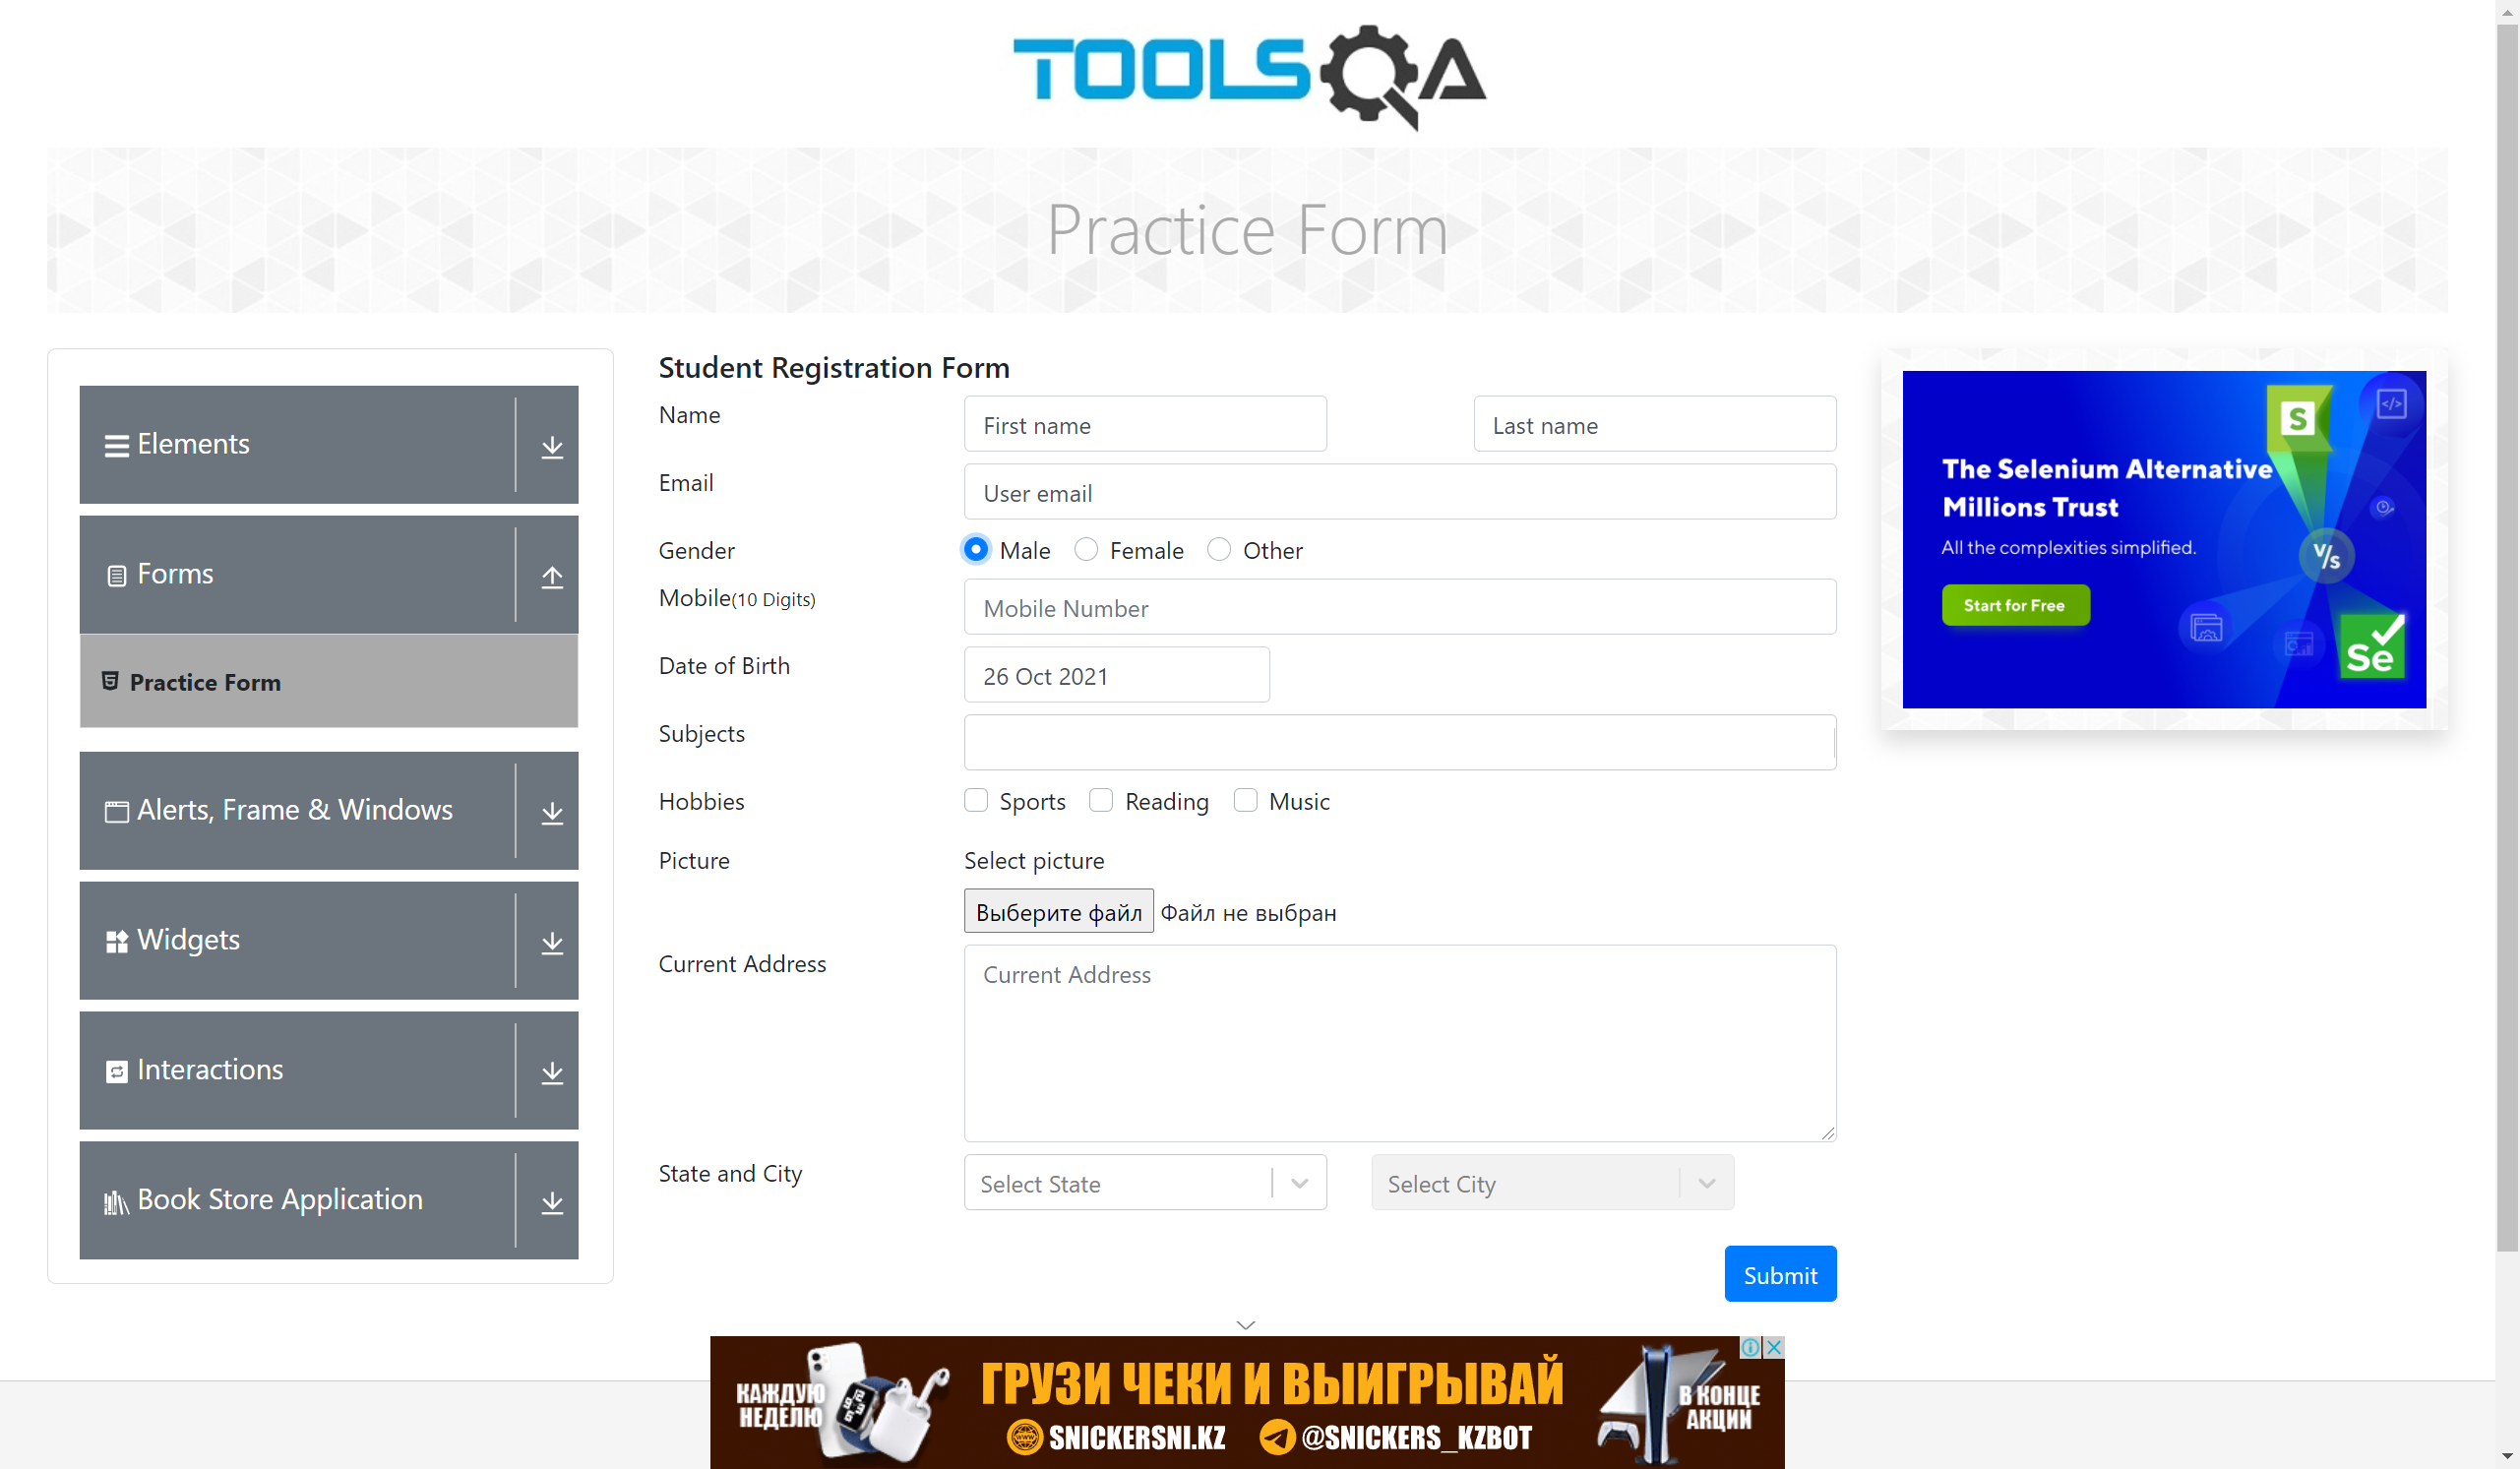 TOOLSQA
Practice Form
Elements
Forms
Practice Form
Alerts, Frame & Windows
Widgets
Interactions
Book Store Application
Student Registration Form
Name
First name
Last name
Email
User email
Gender
Male
Female
Other
Mobile(10 Digits)
Mobile Number
Date of Birth
26 Oct 2021
Subjects
Hobbies
Sports
Reading
Music
Picture
Select picture
Выберите файл Файл не выбран
Current Address
Current Address
State and City
Select State
Select City
Submit
S
</>
The Selenium Alternative
Millions Trust
All the complexities simplified.
V/s
Start for Free
Se
КАЖДУЮ
НЕДЕЛЮ
ГРУЗИ ЧЕКИ И ВЫИГРЫВАЙ
WWW SNICKERSNI.KZ @SNICKERS_KZBOT
В КОНЦЕ
АКЦИИ